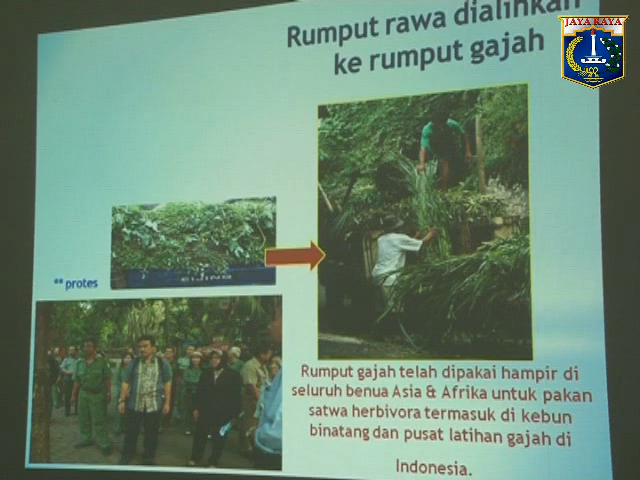 Rumput rawa dialihkan
ke rumput gajah
JAYA RAYA
** protes
Rumput gajah telah dipakai hampir di
seluruh benua Asia & Afrika untuk pakan
satwa herbivora termasuk di kebun
binatang dan pusat latihan gajah di
Indonesia.